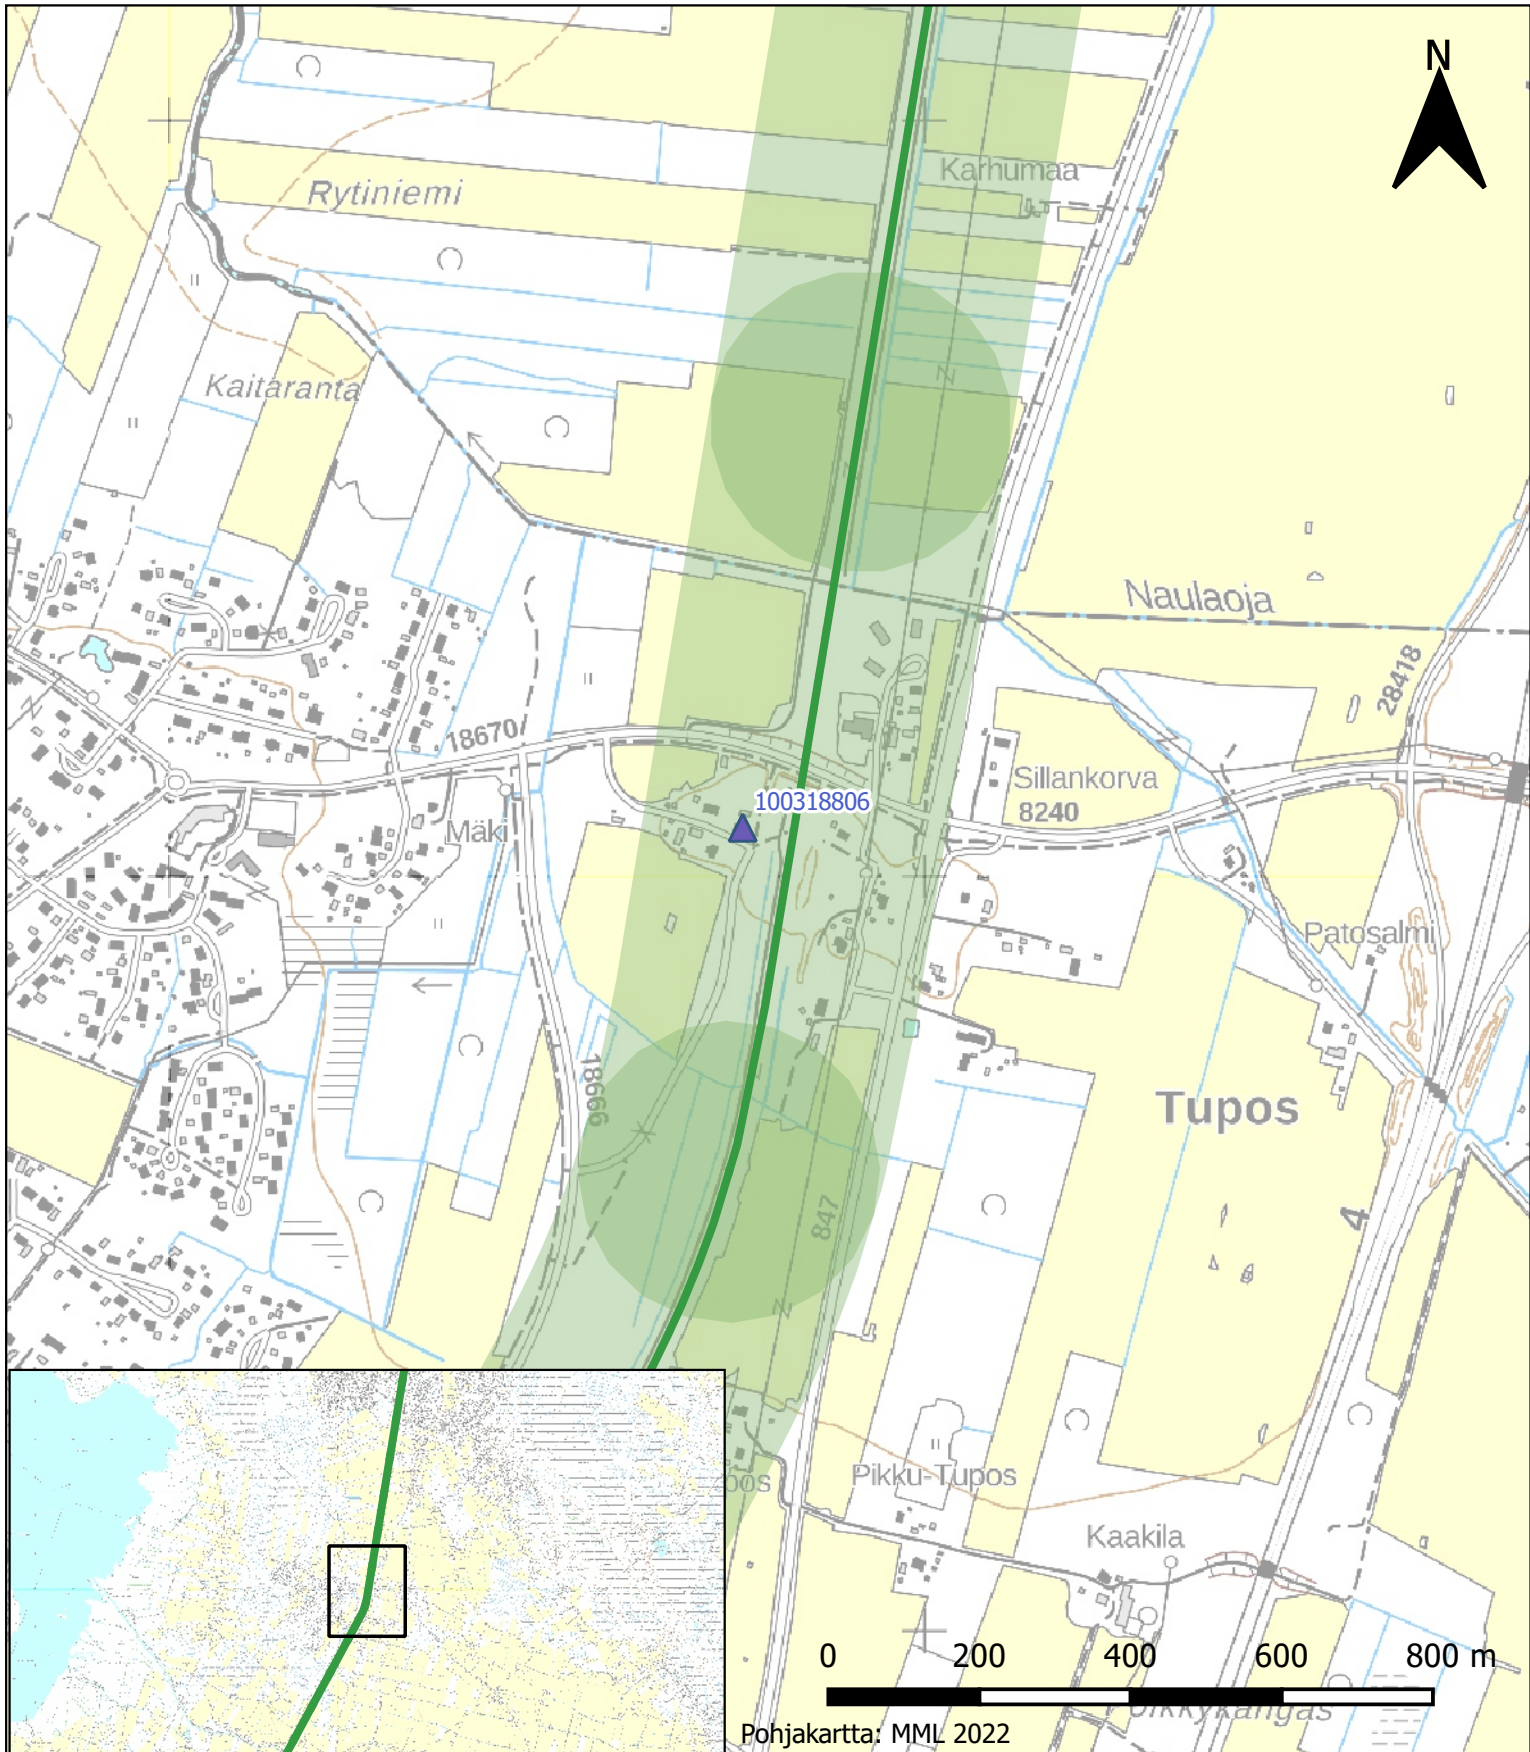 N
Karhumaa
Rytiniemi
Kaitaranta
Naulaoja
28418
18670
Sillankorva
8240
100318806
Mäki
Patosalmi
18666
Tupos
847
4
Pikku-Tupos
Kaakila
0 200 400 600 800 m
Pohjakartta: MML 2022